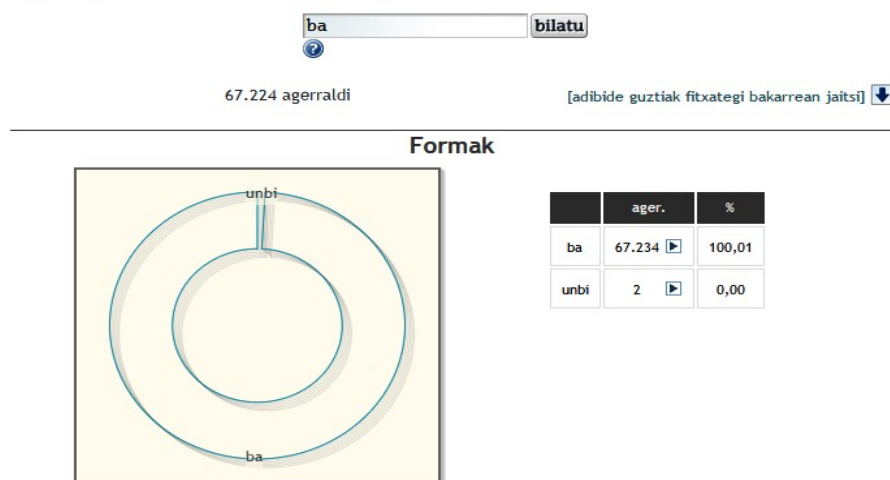 ba bilatu
?
67.224 agerraldi [adibide guztiak fitxategi bakarrean jaitsi]
Formak
unbi
ba
ager. %
ba 67.234 100,01
unbi 2 0,00